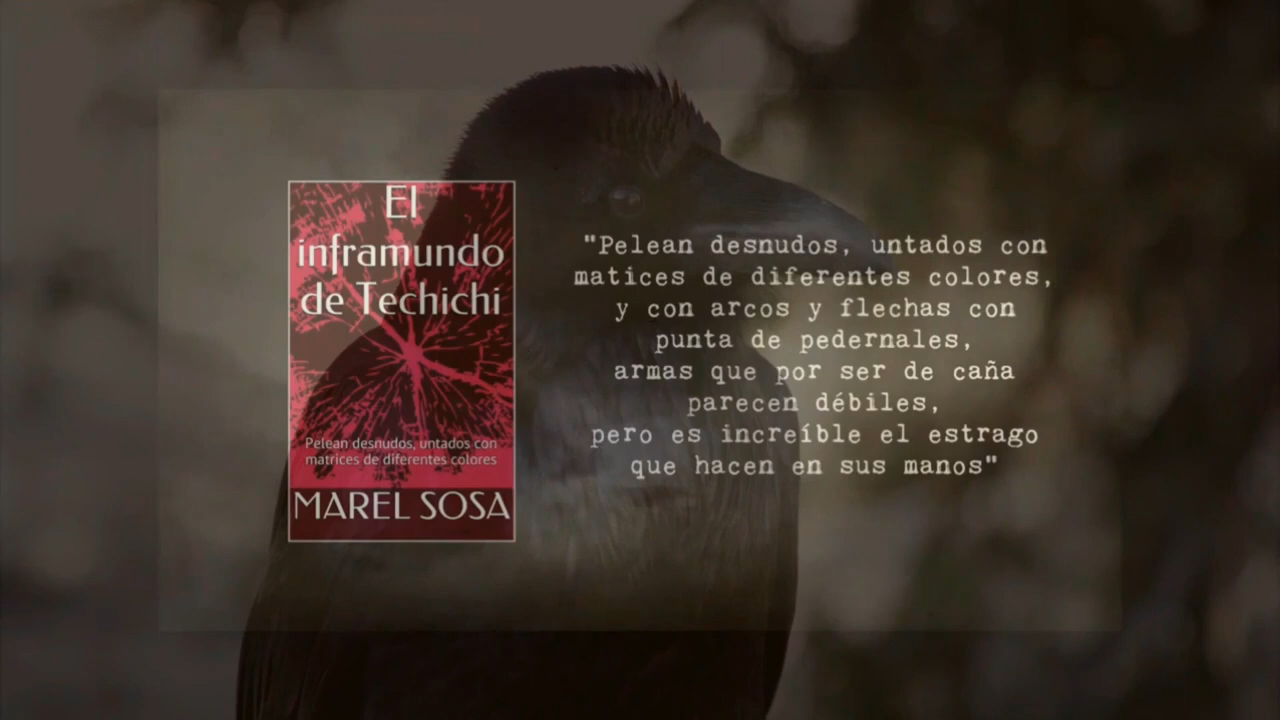 El
inframundo
de Techichi
Pelean desnudos, untados con
matrices de diferentes colores
MAREL SOSA
"Pelean desnudos, untados con
matices de diferentes colores,
y con arcos y flechas con
punta de pedernales,
armas que por ser de caña
parecen débiles,
pero es increíble el estrago
que hacen en sus manos"